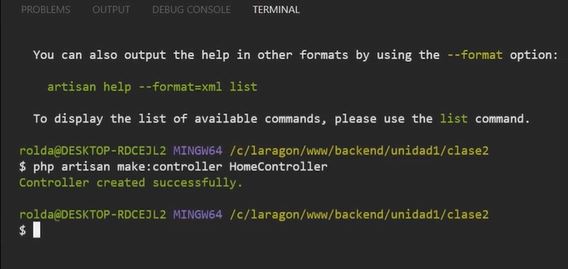 PROBLEMS OUTPUT DEBUG CONSOLE TERMINAL
You can also output the help in other formats by using the --format option:
artisan help --format=xml list
To display the list of available commands, please use the list command.
rolda@DESKTOP-RDCEJL2 MINGW64 /c/laragon/www/backend/unidad1/clase2
$ php artisan make:controller HomeController
Controller created successfully.
rolda@DESKTOP-RDCEJL2 MINGW64 /c/laragon/www/backend/unidad1/clase2
$